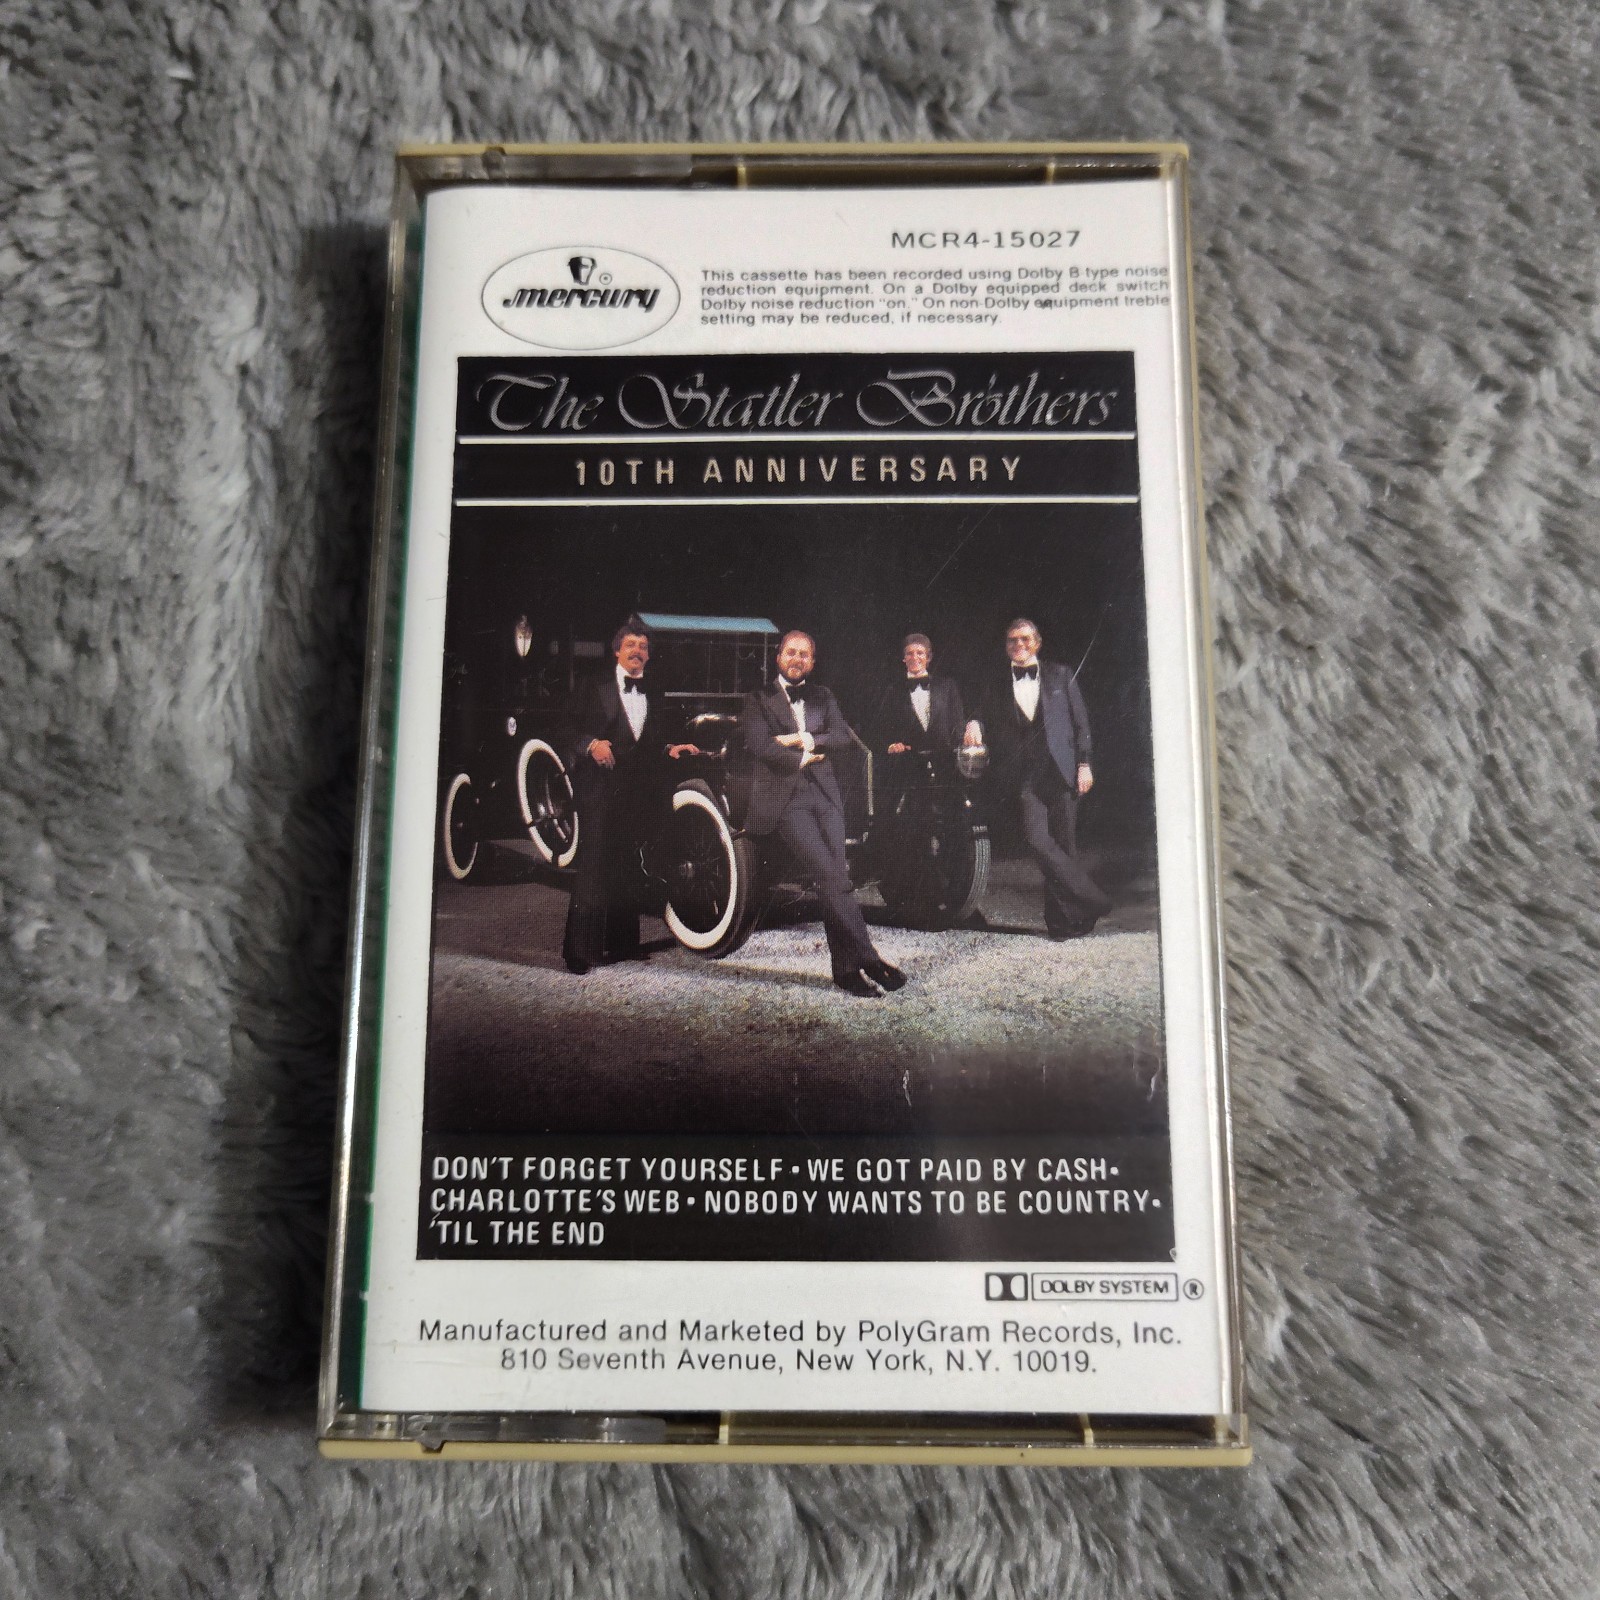 MCR4-15027
mercury
This cassette has been recorded using Dolby B type noise
reduction equipment. On a Dolby equipped deck switch
Dolby noise reduction "on." On non-Dolby equipment treble
setting may be reduced, if necessary.
The Statler Brothers
10TH ANNIVERSARY
DON'T FORGET YOURSELF • WE GOT PAID BY CASH •
CHARLOTTE'S WEB • NOBODY WANTS TO BE COUNTRY •
'TIL THE END
DOLBY SYSTEM ®
Manufactured and Marketed by PolyGram Records, Inc.
810 Seventh Avenue, New York, N.Y. 10019.